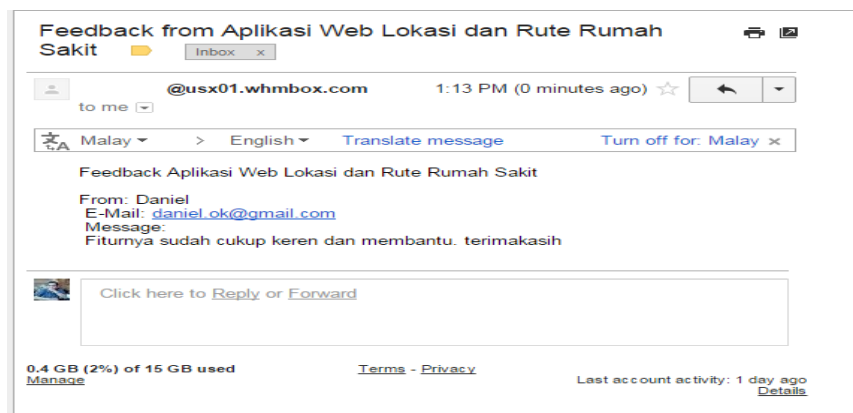 Feedback from Aplikasi Web Lokasi dan Rute Rumah
Sakit Inbox x
@usx01.whmbox.com 1:13 PM (0 minutes ago)
to me
Malay > English Translate message Turn off for: Malay x
Feedback Aplikasi Web Lokasi dan Rute Rumah Sakit
From: Daniel
E-Mail: daniel.ok@gmail.com
Message:
Fiturnya sudah cukup keren dan membantu. terimakasih
Click here to Reply or Forward
0.4 GB (2%) of 15 GB used
Manage
Terms - Privacy
Last account activity: 1 day ago
Details